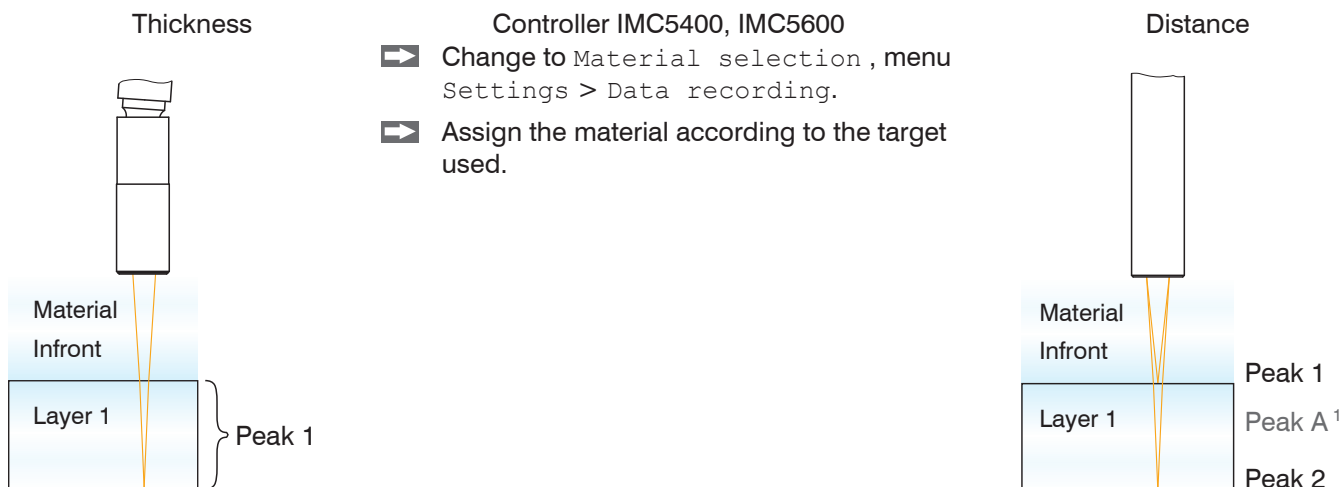 Thickness
Controller IMC5400, IMC5600
Distance
Change to Material selection , menu
Settings > Data recording.
Assign the material according to the target
used.
Material
Infront
Layer 1
Peak 1
Material
Infront
Peak 1
Layer 1
Peak A 1
Peak 2